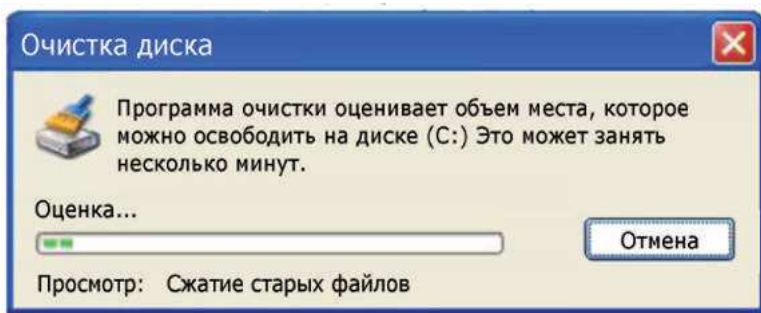 Очистка диска
Программа очистки оценивает объем места, которое
можно освободить на диске (C:) Это может занять
несколько минут.
Оценка...
Отмена
Просмотр: Сжатие старых файлов